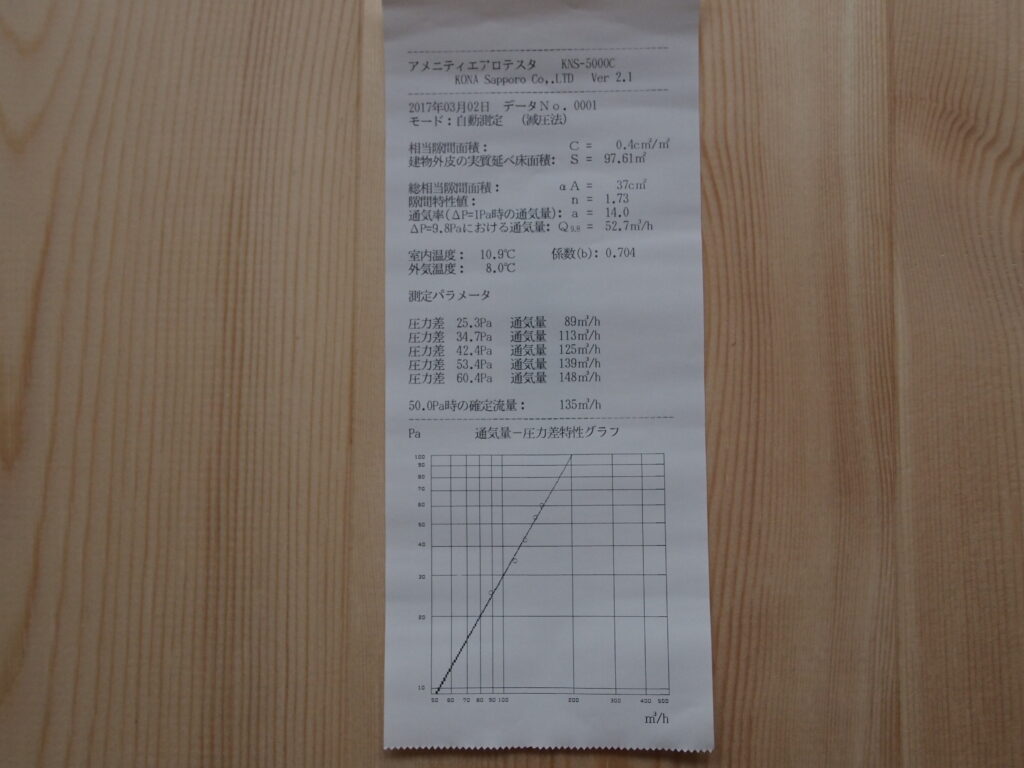 アメニティエアロテスタ KNS-5000C
KONA Sapporo Co,.LTD Ver 2.1
2017年03月02日 データＮｏ. 0001
モード：自動測定 (減圧法)
相当隙間面積： Ｃ = 0.4c㎡/㎡
建物外皮の実質延べ床面積： Ｓ = 97.61㎡
総相当隙間面積： αＡ = 37c㎡
隙間特性値： ｎ = 1.73
通気率(ΔP=1Pa時の通気量)： ａ = 14.0
ΔP=9.8Paにおける通気量： Ｑ9.8 = 52.7㎥/h
室内温度： 10.9℃ 係数(b)： 0.704
外気温度： 8.0℃
測定パラメータ
圧力差 25.3Pa 通気量 89㎥/h
圧力差 34.7Pa 通気量 113㎥/h
圧力差 42.4Pa 通気量 125㎥/h
圧力差 53.4Pa 通気量 139㎥/h
圧力差 60.4Pa 通気量 148㎥/h
50.0Pa時の確定流量： 135㎥/h
Pa 通気量－圧力差特性グラフ
100
90
80
70
60
50
40
30
20
10
50 60 70 80 90 100 200 300 400 500
㎥/h